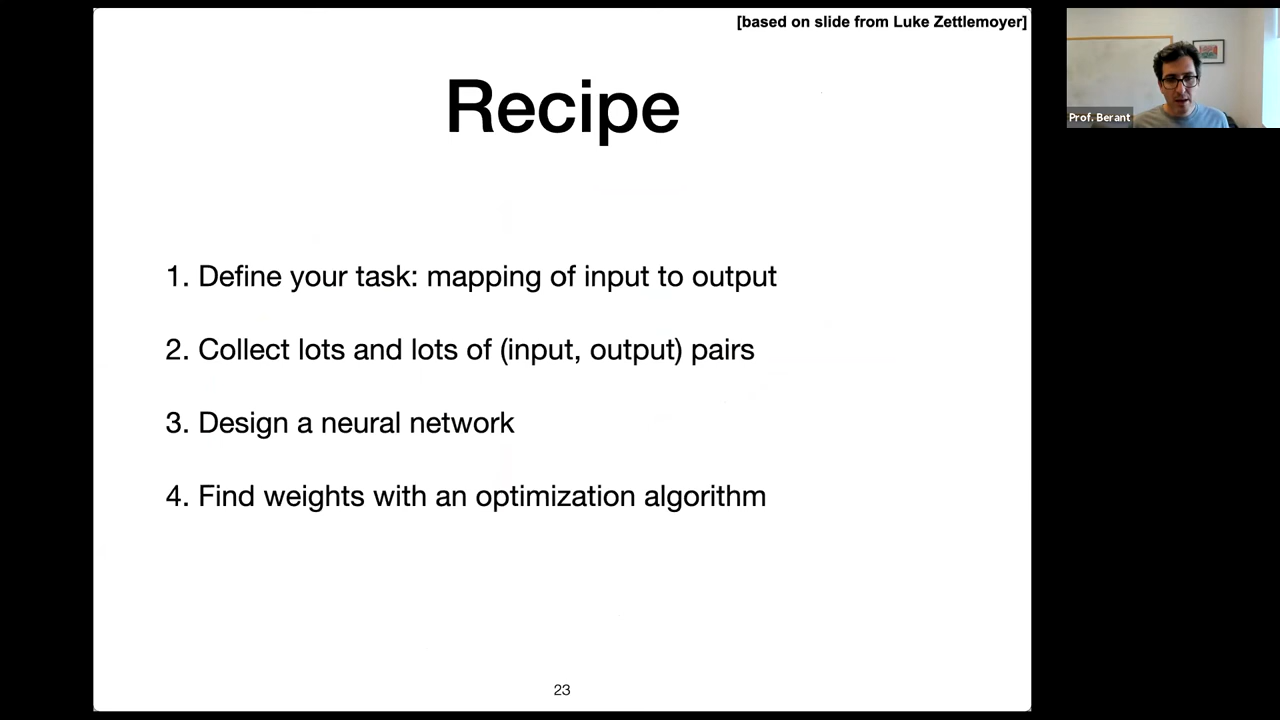 [based on slide from Luke Zettlemoyer]
Recipe
1. Define your task: mapping of input to output
2. Collect lots and lots of (input, output) pairs
3. Design a neural network
4. Find weights with an optimization algorithm
23
Prof. Berant